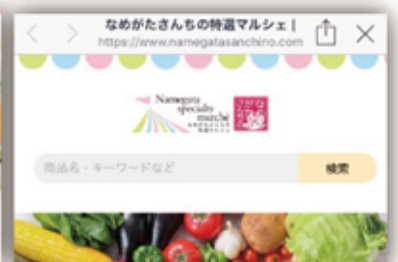 なめがたさんちの特選マルシェ |
https://www.namegatasanchino.com
Namegata
specialty
marché
商品名・キーワードなど
検索